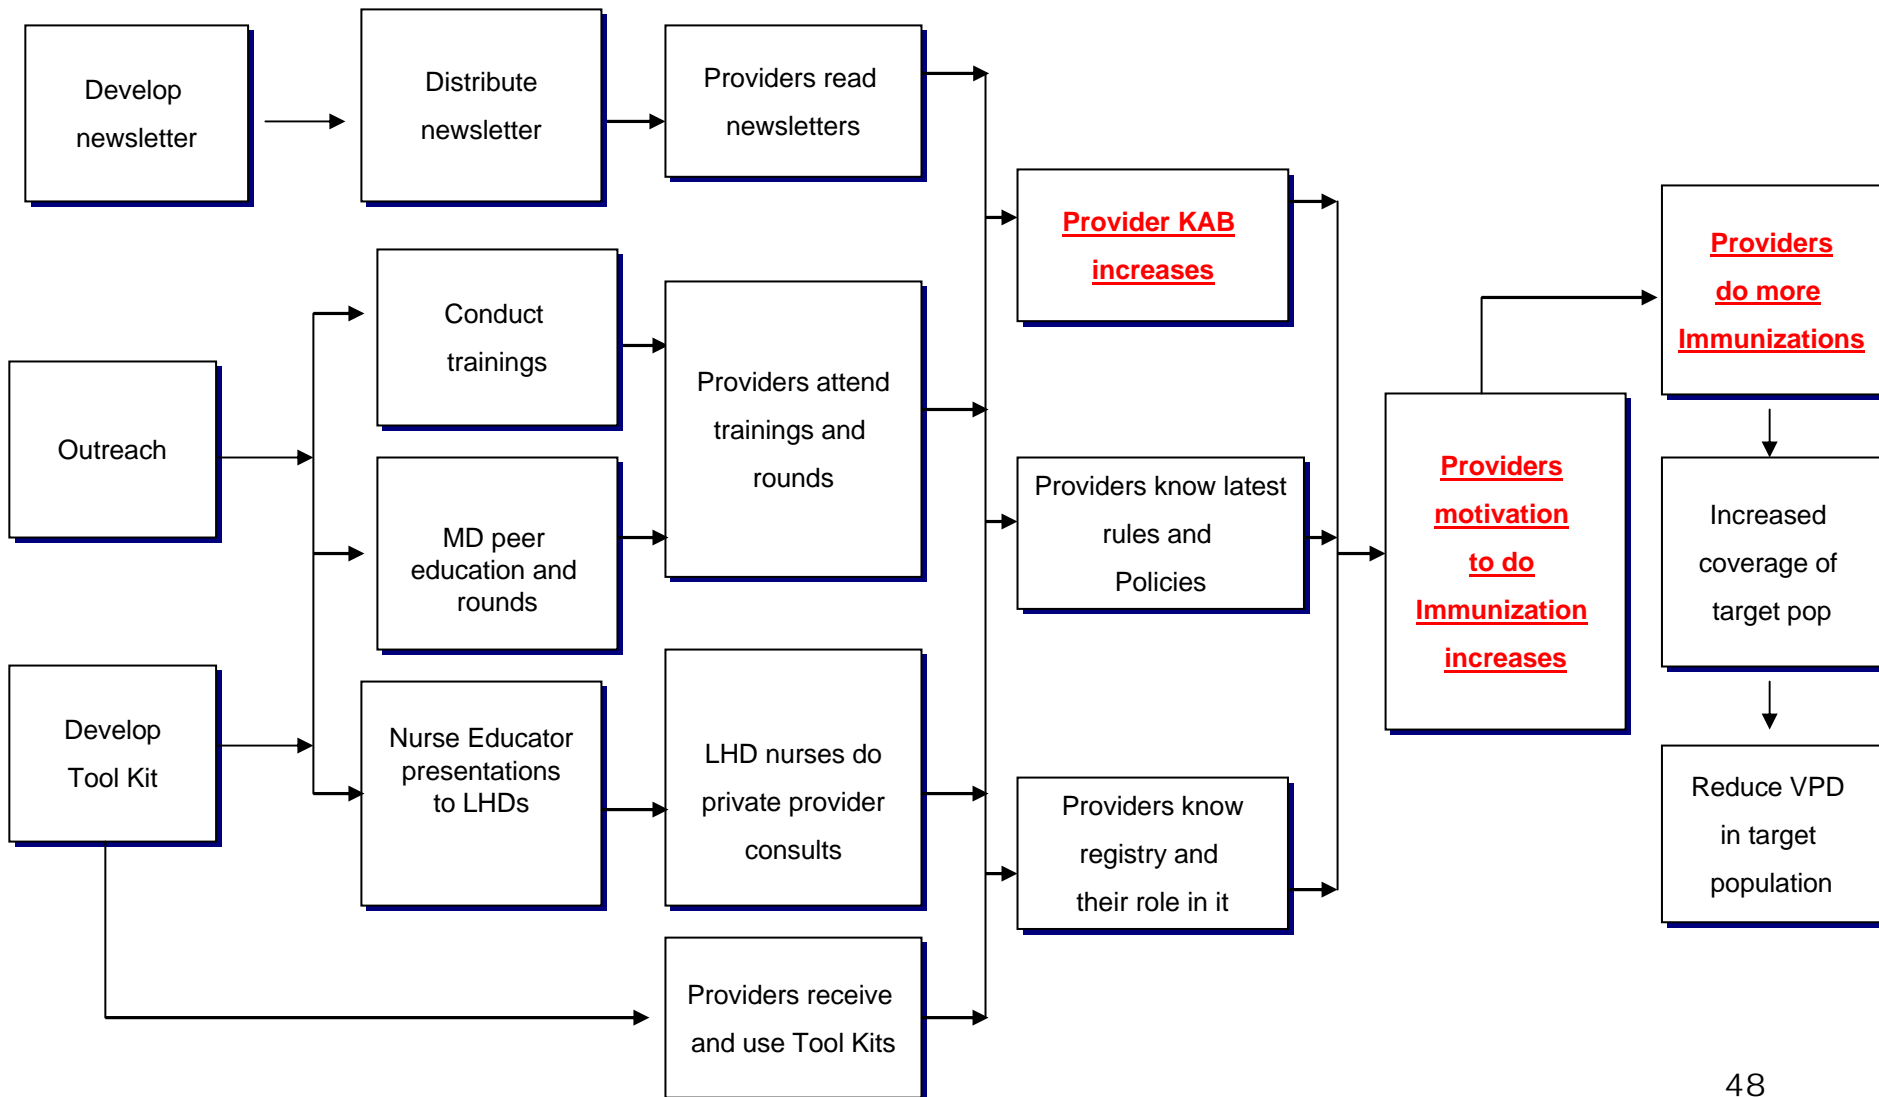 Develop
newsletter
Distribute
newsletter
Providers read
newsletters
Outreach
Develop
Tool Kit
Conduct
trainings
MD peer
education and
rounds
Nurse Educator
presentations
to LHDs
Providers attend
trainings and
rounds
LHD nurses do
private provider
consults
Providers receive
and use Tool Kits
Provider KAB
increases
Providers know latest
rules and
Policies
Providers know
registry and
their role in it
Providers
motivation
to do
Immunization
increases
Providers
do more
Immunizations
Increased
coverage of
target pop
Reduce VPD
in target
population
48